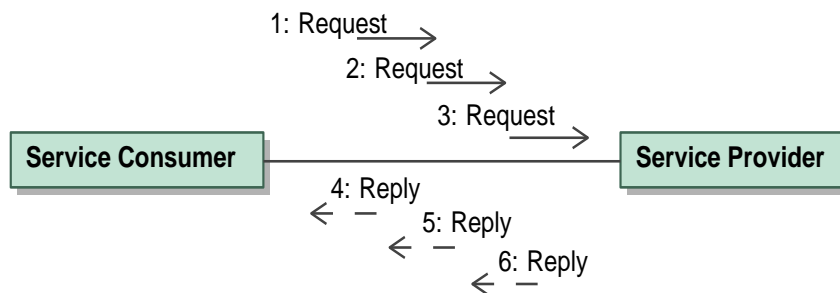 1: Request
2: Request
3: Request
Service Consumer
Service Provider
4: Reply
5: Reply
6: Reply